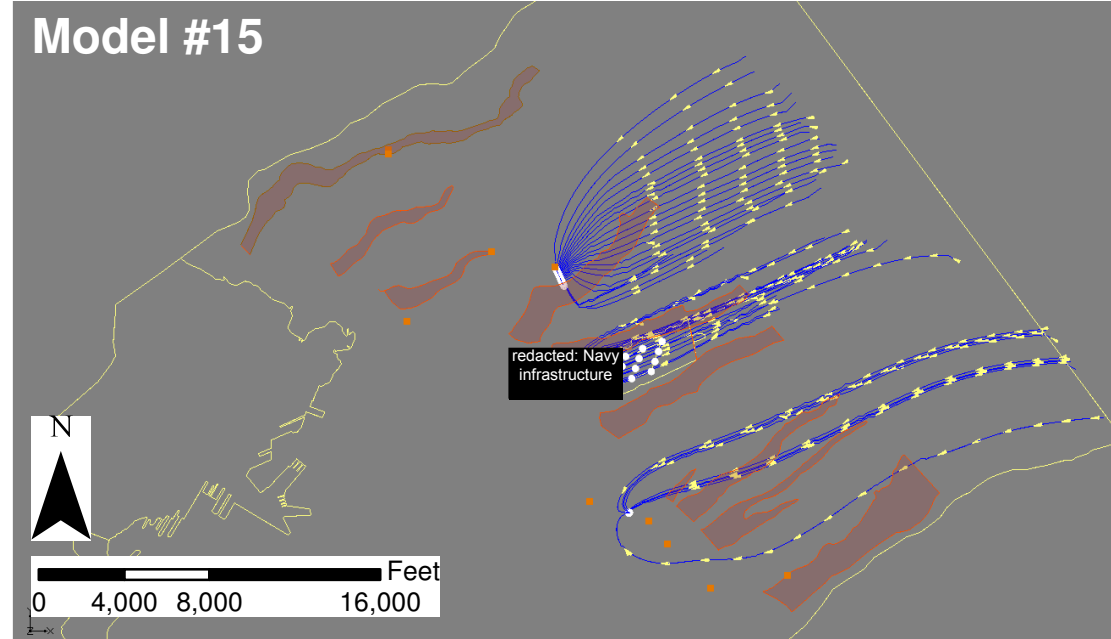 Model #15
redacted: Navy
infrastructure
N
Feet
0 4,000 8,000 16,000
Z X